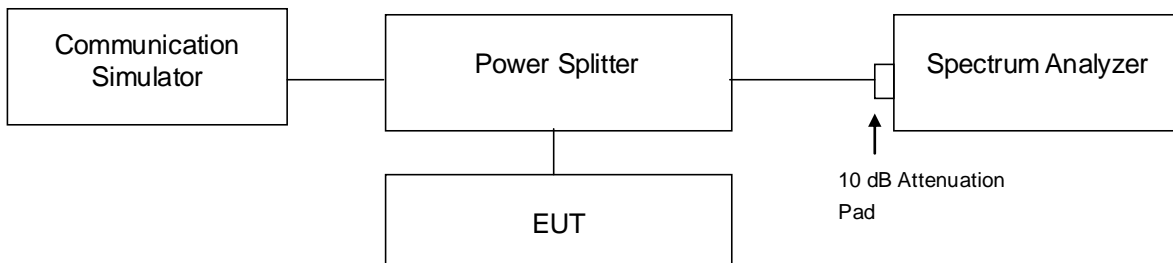 Communication
Simulator
Power Splitter
Spectrum Analyzer
10 dB Attenuation
Pad
EUT